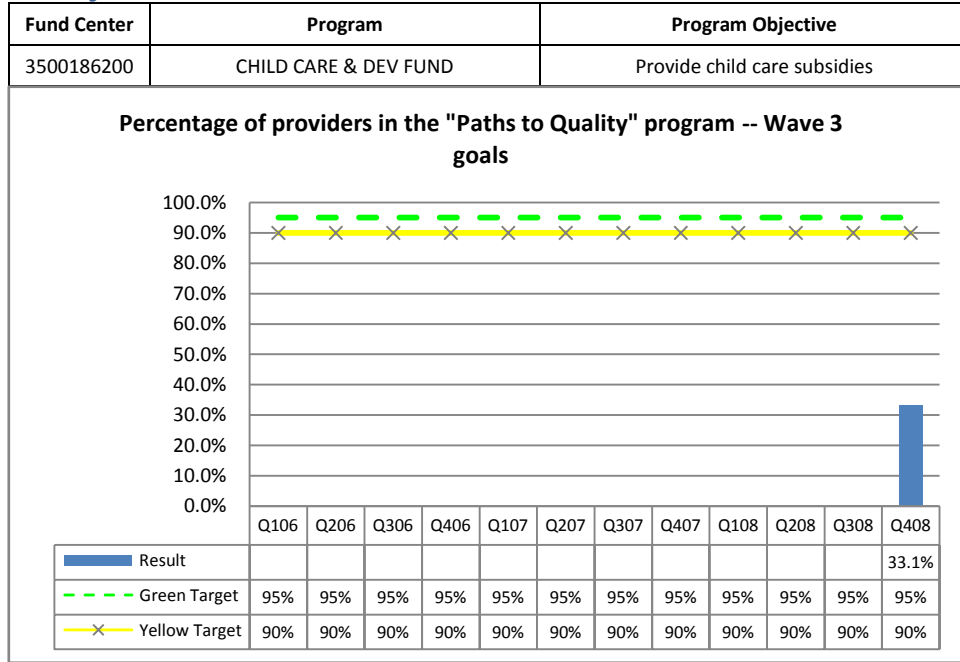 Fund Center Program Program Objective
3500186200 CHILD CARE & DEV FUND Provide child care subsidies
Percentage of providers in the "Paths to Quality" program -- Wave 3
goals
100.0%
90.0%
80.0%
70.0%
60.0%
50.0%
40.0%
30.0%
20.0%
10.0%
0.0%
Q106 Q206 Q306 Q406 Q107 Q207 Q307 Q407 Q108 Q208 Q308 Q408
Result 33.1%
Green Target 95% 95% 95% 95% 95% 95% 95% 95% 95% 95% 95% 95%
Yellow Target 90% 90% 90% 90% 90% 90% 90% 90% 90% 90% 90% 90%